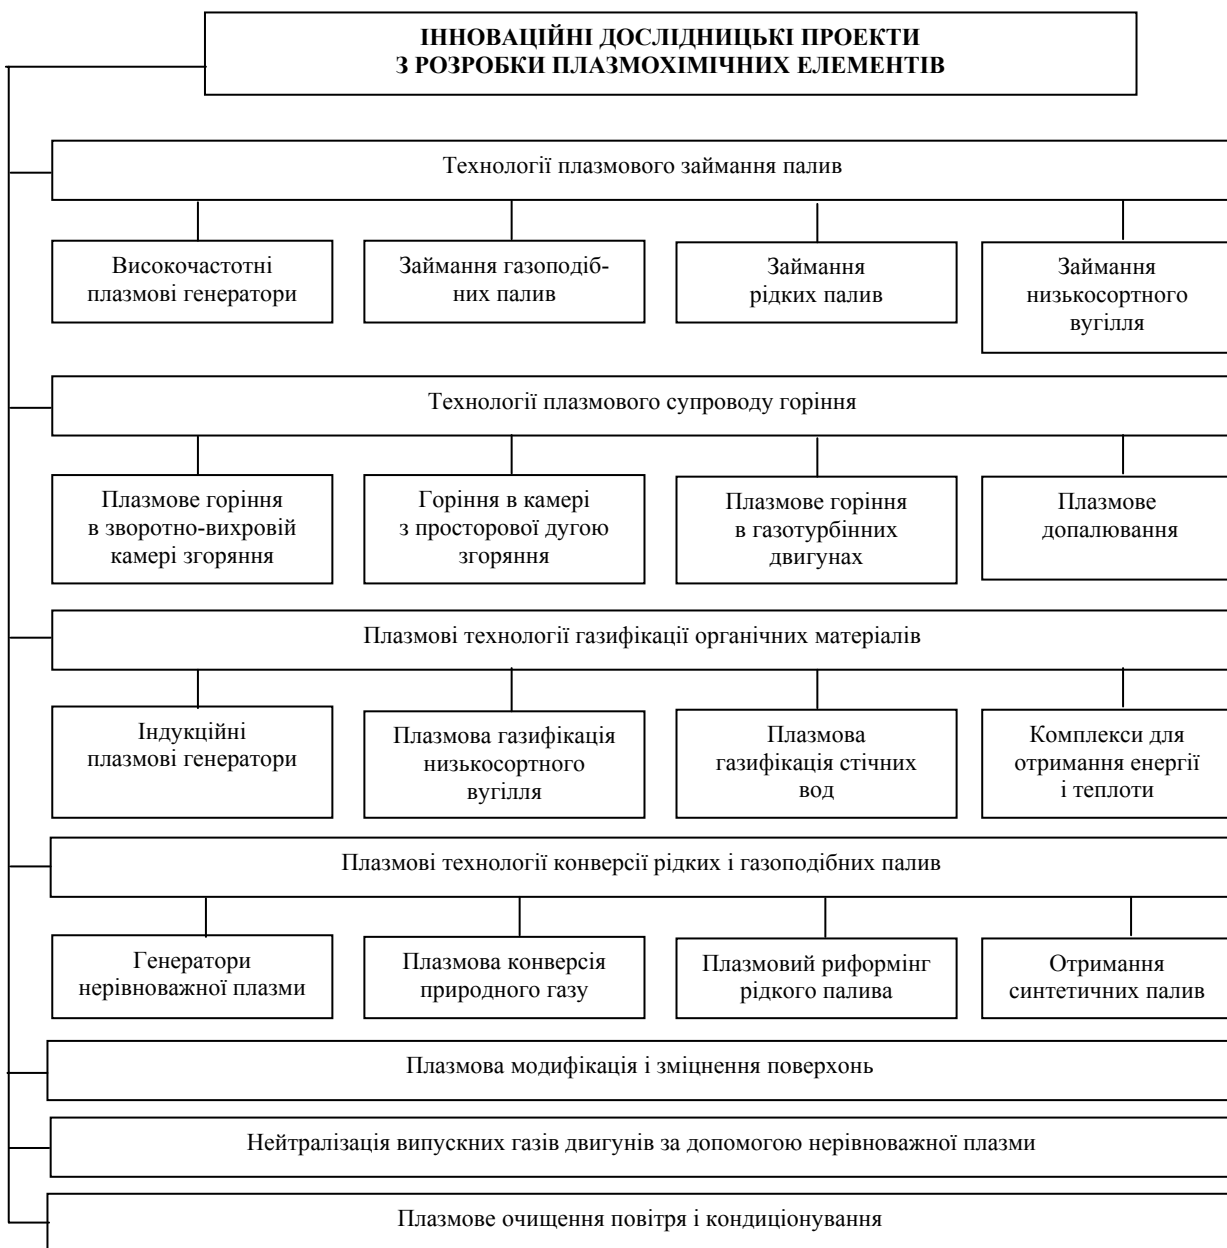 ІННОВАЦІЙНІ ДОСЛІДНИЦЬКІ ПРОЕКТИ
З РОЗРОБКИ ПЛАЗМОХІМІЧНИХ ЕЛЕМЕНТІВ
Технології плазмового займання палив
Високочастотні
плазмові генератори
Займання газоподіб-
них палив
Займання
рідких палив
Займання
низькосортного
вугілля
Технології плазмового супроводу горіння
Плазмове горіння
в зворотно-вихровій
камері згоряння
Горіння в камері
з просторової дугою
згоряння
Плазмове горіння
в газотурбінних
двигунах
Плазмове
допалювання
Плазмові технології газифікації органічних матеріалів
Індукційні
плазмові генератори
Плазмова газифікація
низькосортного
вугілля
Плазмова
газифікація стічних
вод
Комплекси для
отримання енергії
і теплоти
Плазмові технології конверсії рідких і газоподібних палив
Генератори
нерівноважної плазми
Плазмова конверсія
природного газу
Плазмовий риформінг
рідкого палива
Отримання
синтетичних палив
Плазмова модифікація і зміцнення поверхонь
Нейтралізація випускних газів двигунів за допомогою нерівноважної плазми
Плазмове очищення повітря і кондиціонування